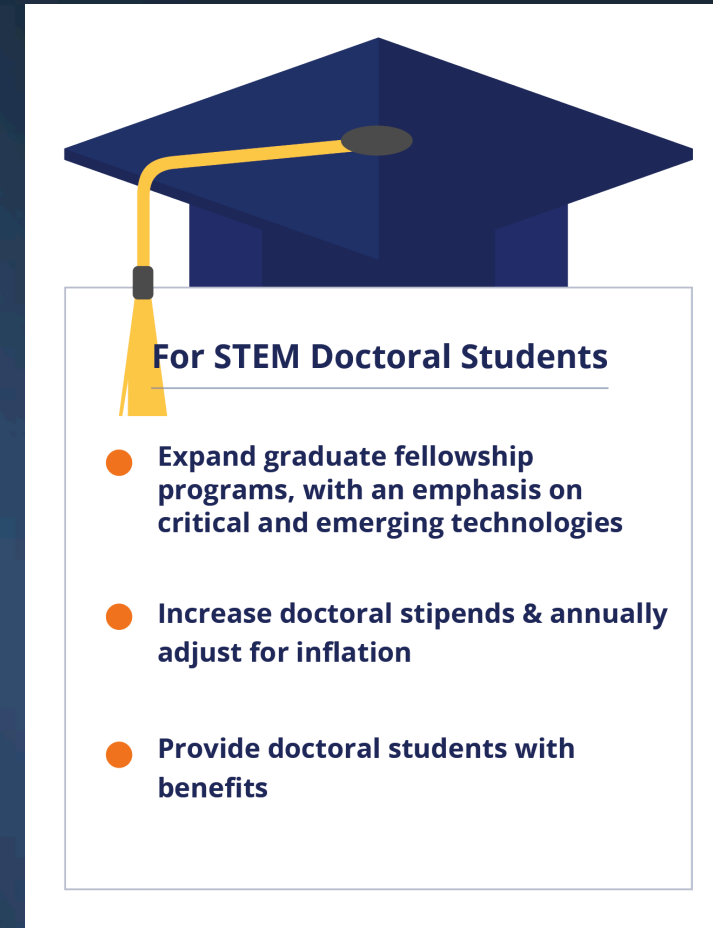 For STEM Doctoral Students
Expand graduate fellowship
programs, with an emphasis on
critical and emerging technologies
Increase doctoral stipends & annually
adjust for inflation
Provide doctoral students with
benefits